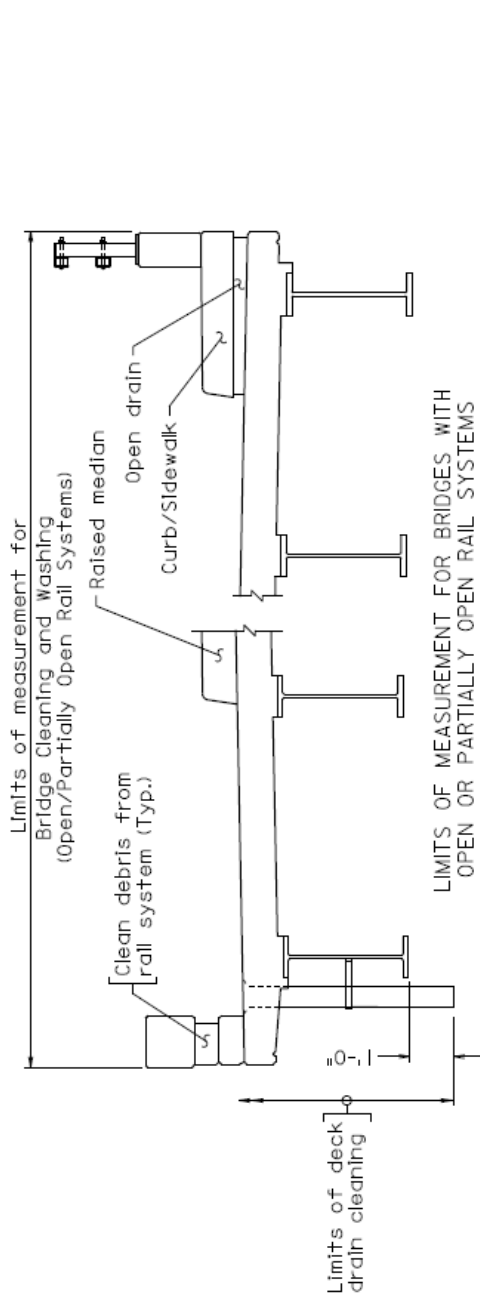 Limits of measurement for
Bridge Cleaning and Washing
(Open/Partially Open Rail Systems)
Clean debris from
rail system (Typ.)
Raised median
Open drain
Curb/Sidewalk
1'-0"
Limits of deck
drain cleaning
LIMITS OF MEASUREMENT FOR BRIDGES WITH
OPEN OR PARTIALLY OPEN RAIL SYSTEMS